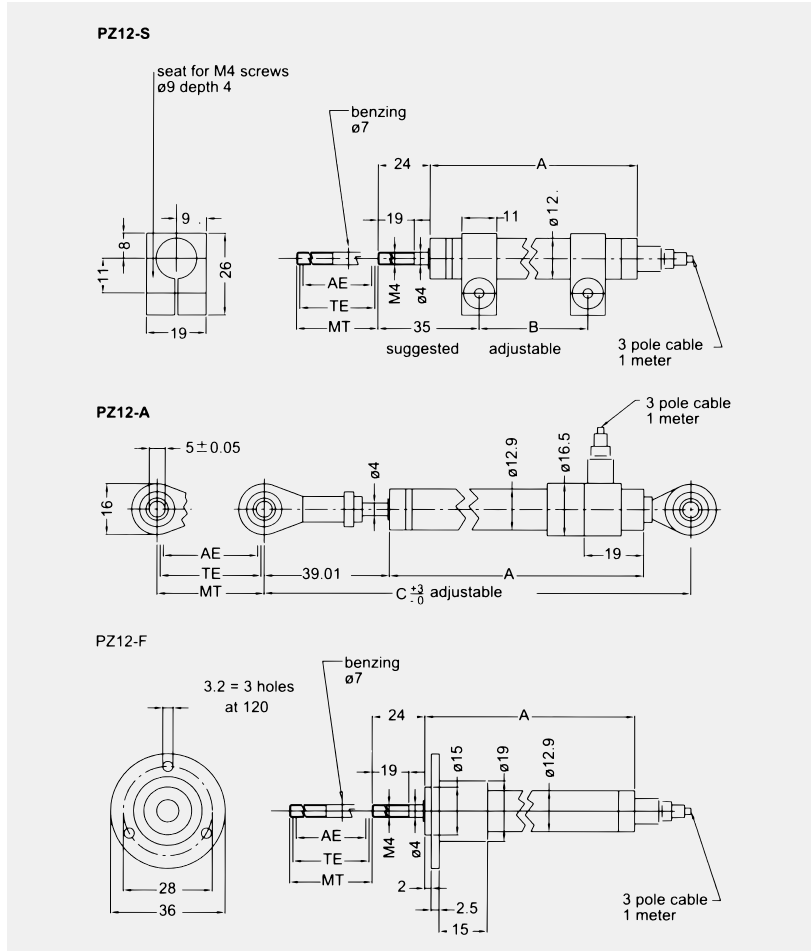 PZ12-S
seat for M4 screws
ø9 depth 4
benzing
ø7
24
A
9 .
19
11
ø 12.
8
11
26
AE
M4
ø4
TE
MT
35
B
19
suggested
adjustable
3 pole cable
1 meter
PZ12-A
3 pole cable
1 meter
5±0.05
ø4
ø12.9
ø16.5
16
AE
19
TE
39.01
A
MT
C +3 - 0 adjustable
PZ12-F
benzing
ø7
3.2 = 3 holes
at 120
24
A
19
ø15
ø19
ø12.9
AE
M4
ø4
TE
MT
2
28
36
2.5
15
3 pole cable
1 meter